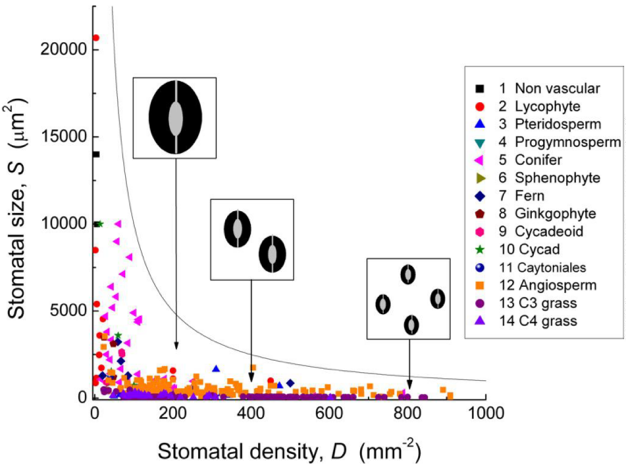 Stomatal size, S (μm²)
20000
15000
10000
5000
0
0 200 400 600 800 1000
Stomatal density, D (mm⁻²)
1 Non vascular
2 Lycophyte
3 Pteridosperm
4 Progymnosperm
5 Conifer
6 Sphenophyte
7 Fern
8 Ginkgophyte
9 Cycadeoid
10 Cycad
11 Caytoniales
12 Angiosperm
13 C3 grass
14 C4 grass